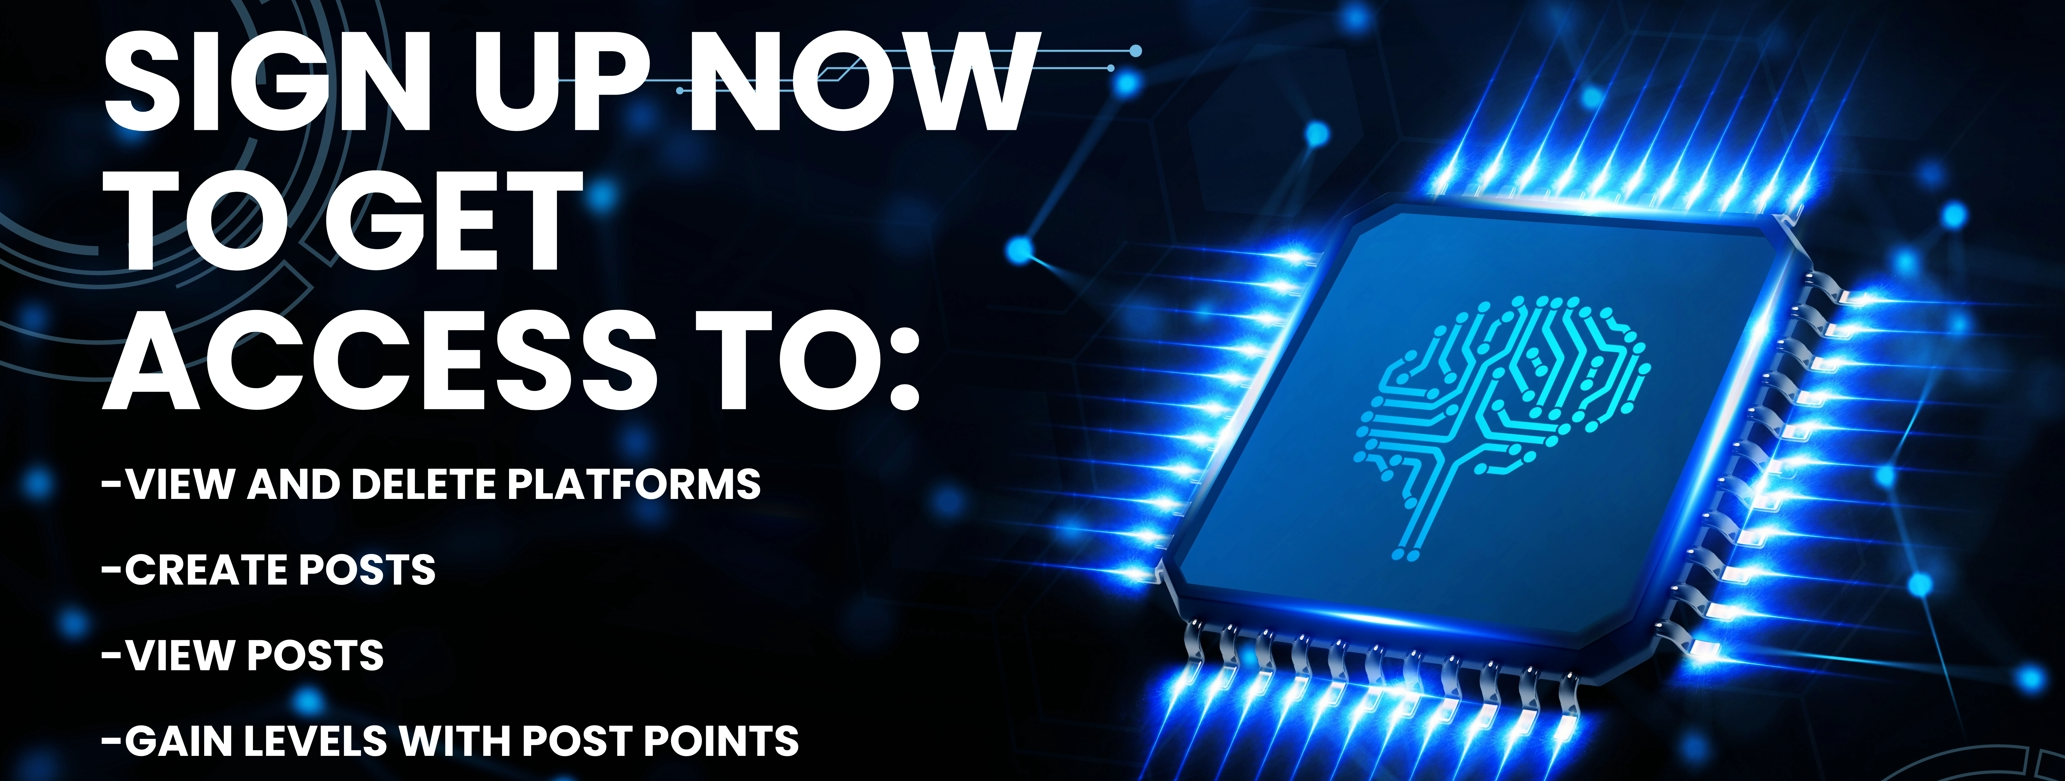 SIGN UP NOW
TO GET
ACCESS TO:
-VIEW AND DELETE PLATFORMS
-CREATE POSTS
-VIEW POSTS
-GAIN LEVELS WITH POST POINTS